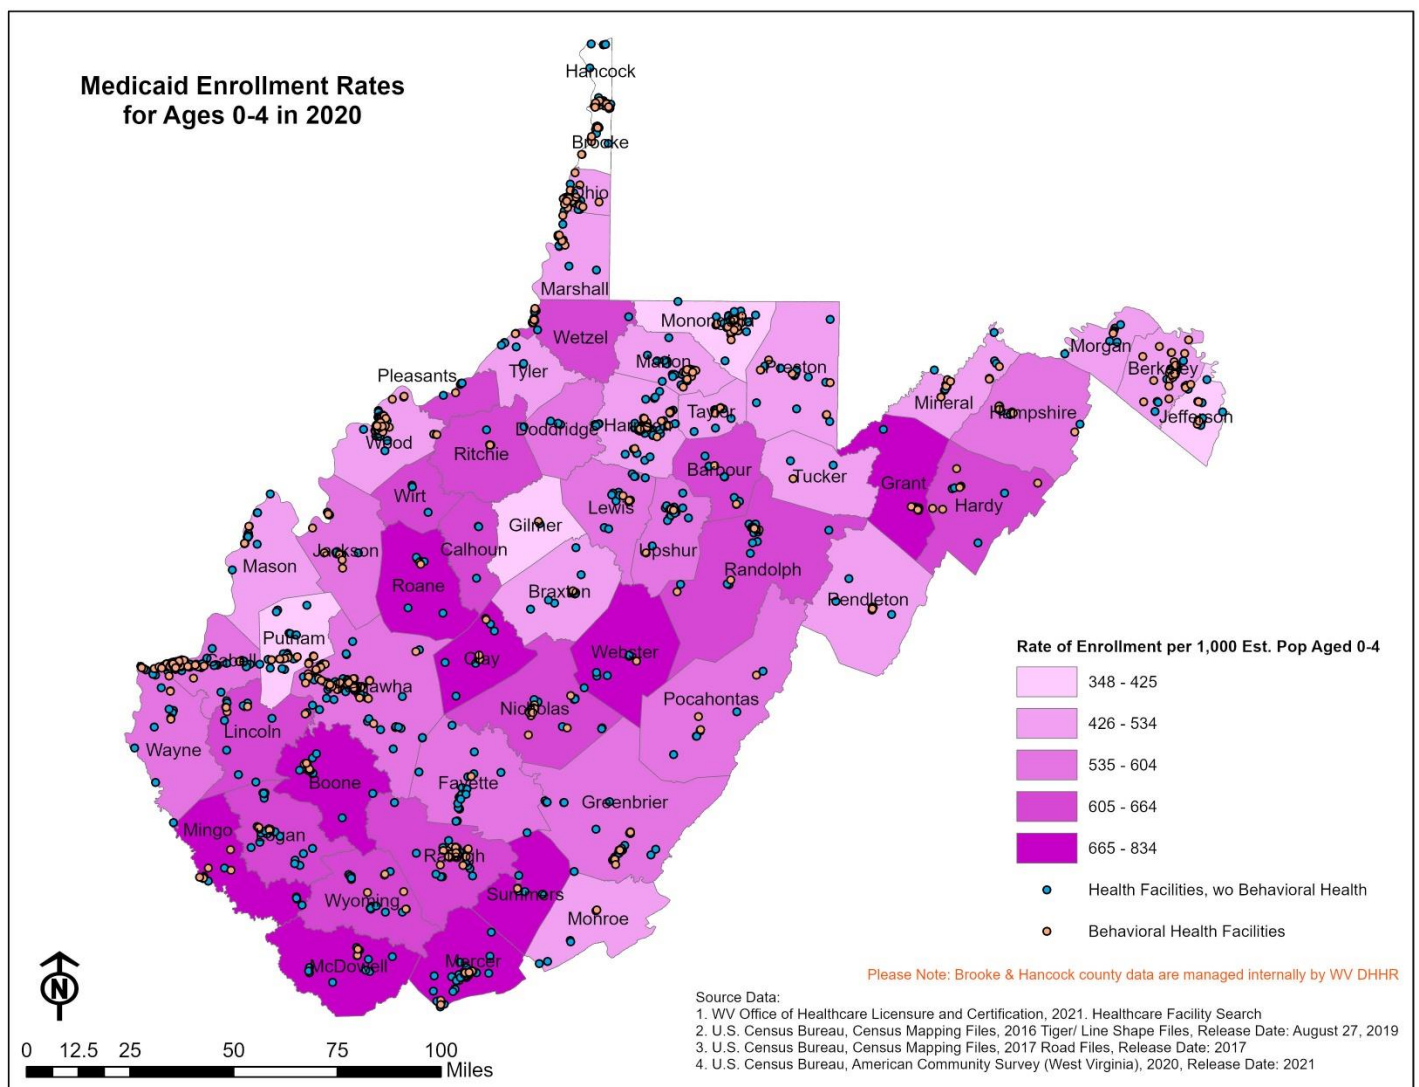 Medicaid Enrollment Rates
for Ages 0-4 in 2020
Hancock
Brooke
Ohio
Marshall
Wetzel
Monongalia
Marion
Preston
Morgan
Berkeley
Jefferson
Mineral
Hampshire
Pleasants
Tyler
Wood
Doddridge
Harrison
Taylor
Ritchie
Barbour
Tucker
Grant
Hardy
Wirt
Gilmer
Lewis
Upshur
Calhoun
Jackson
Mason
Roane
Braxton
Randolph
Pendleton
Putnam
Cabell
Clay
Webster
Kanawha
Nicholas
Pocahontas
Lincoln
Wayne
Boone
Fayette
Greenbrier
Mingo
Logan
Raleigh
Wyoming
Summers
Monroe
McDowell
Mercer
Rate of Enrollment per 1,000 Est. Pop Aged 0-4
348 - 425
426 - 534
535 - 604
605 - 664
665 - 834
Health Facilities, wo Behavioral Health
Behavioral Health Facilities
Please Note: Brooke & Hancock county data are managed internally by WV DHHR
Source Data:
1. WV Office of Healthcare Licensure and Certification, 2021. Healthcare Facility Search
2. U.S. Census Bureau, Census Mapping Files, 2016 Tiger/ Line Shape Files, Release Date: August 27, 2019
3. U.S. Census Bureau, Census Mapping Files, 2017 Road Files, Release Date: 2017
4. U.S. Census Bureau, American Community Survey (West Virginia), 2020, Release Date: 2021
N
0 12.5 25 50 75 100
Miles